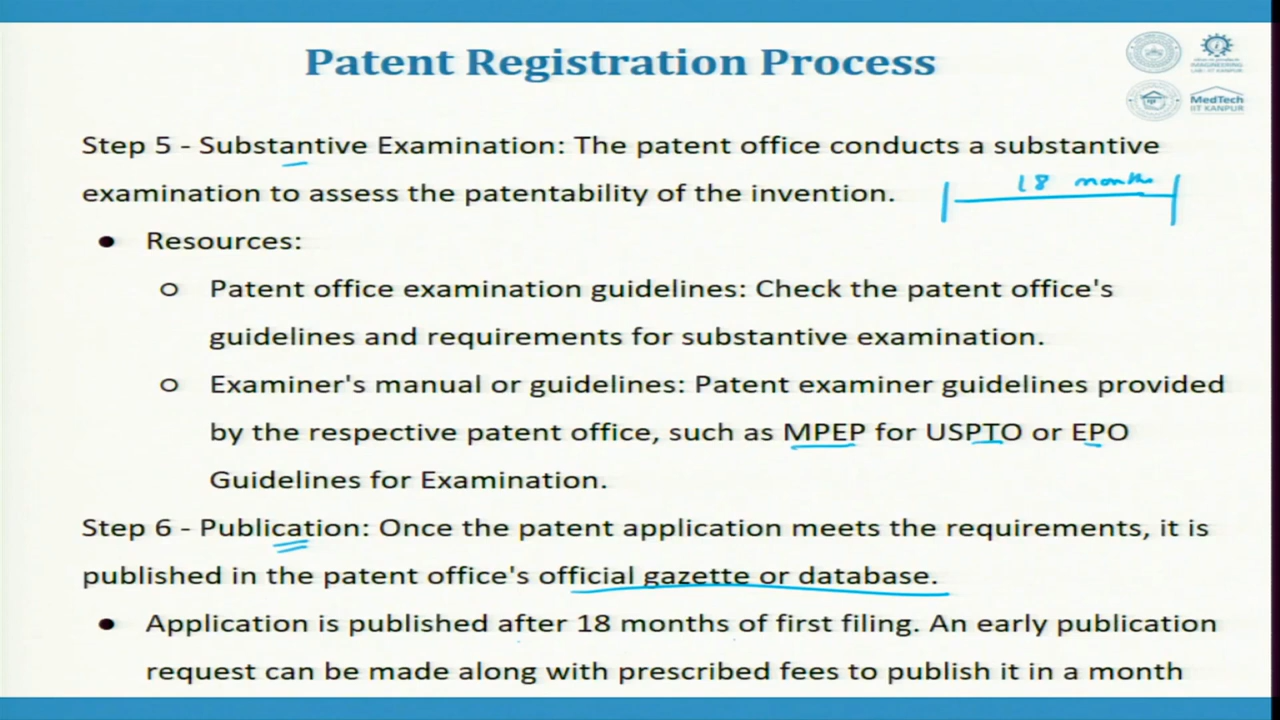 Patent Registration Process
MedTech
IIT KANPUR
Step 5 - Substantive Examination: The patent office conducts a substantive
examination to assess the patentability of the invention.
18 months
● Resources:
○ Patent office examination guidelines: Check the patent office's
guidelines and requirements for substantive examination.
○ Examiner's manual or guidelines: Patent examiner guidelines provided
by the respective patent office, such as MPEP for USPTO or EPO
Guidelines for Examination.
Step 6 - Publication: Once the patent application meets the requirements, it is
published in the patent office's official gazette or database.
● Application is published after 18 months of first filing. An early publication
request can be made along with prescribed fees to publish it in a month